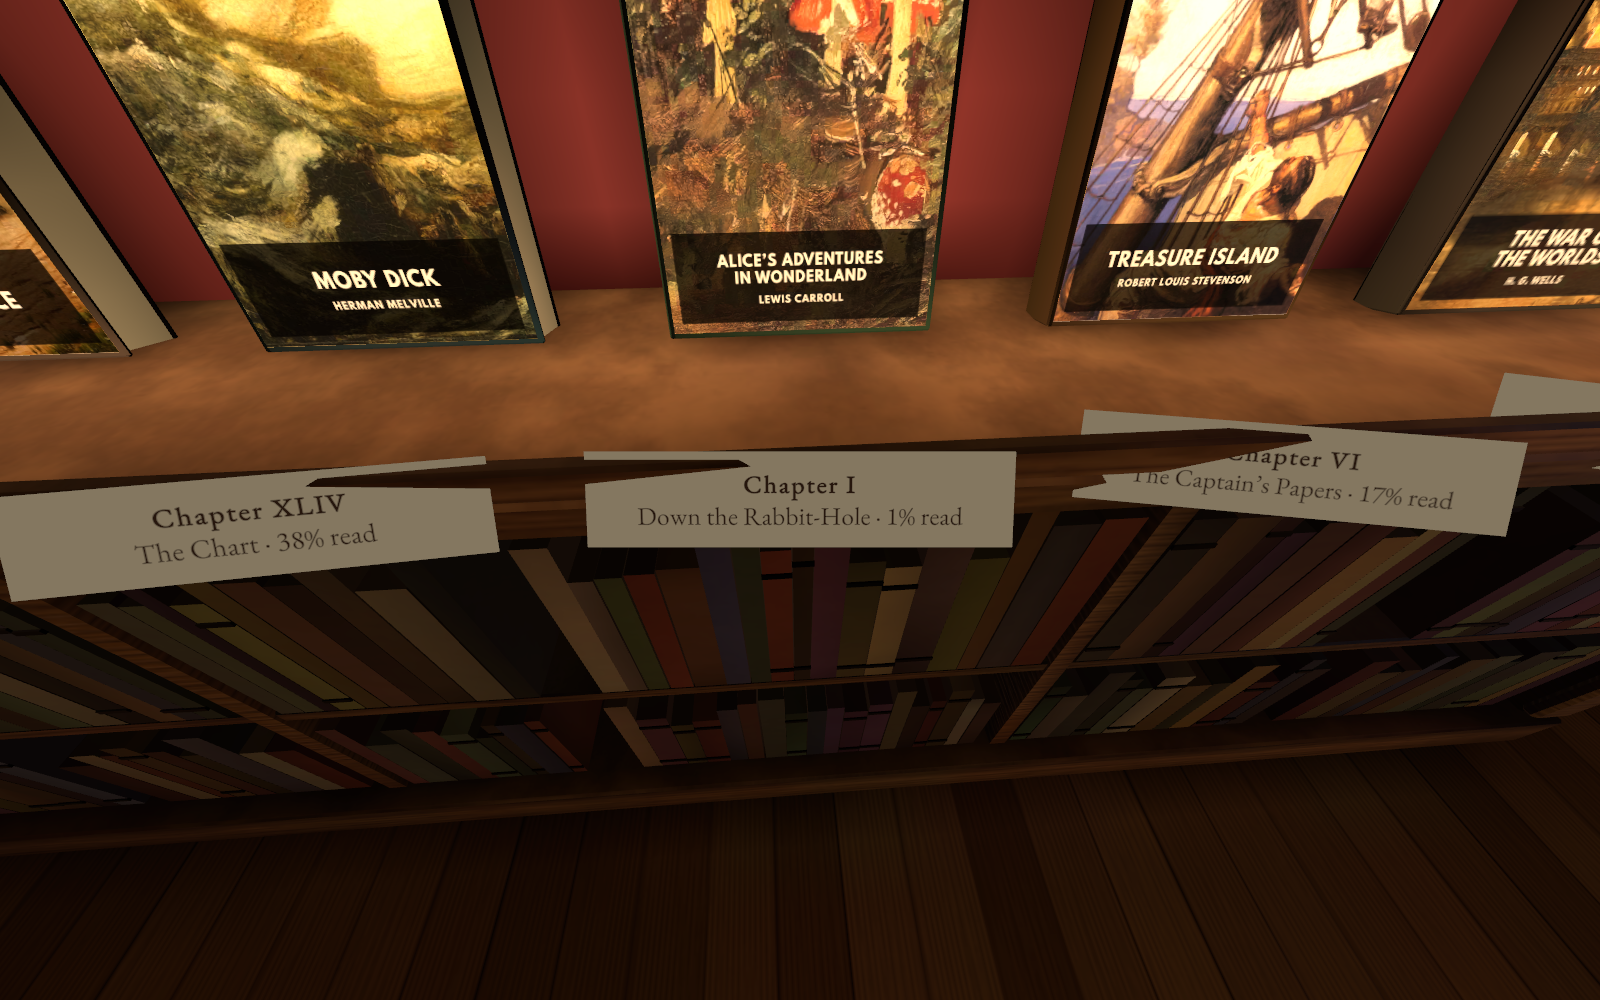 CE
MOBY DICK
HERMAN MELVILLE
ALICE'S ADVENTURES
IN WONDERLAND
LEWIS CARROLL
TREASURE ISLAND
ROBERT LOUIS STEVENSON
THE WAR
THE WORLDS
H. G. WELLS
Chapter XLIV
The Chart · 38% read
Chapter I
Down the Rabbit-Hole · 1% read
Chapter VI
The Captain's Papers · 17% read